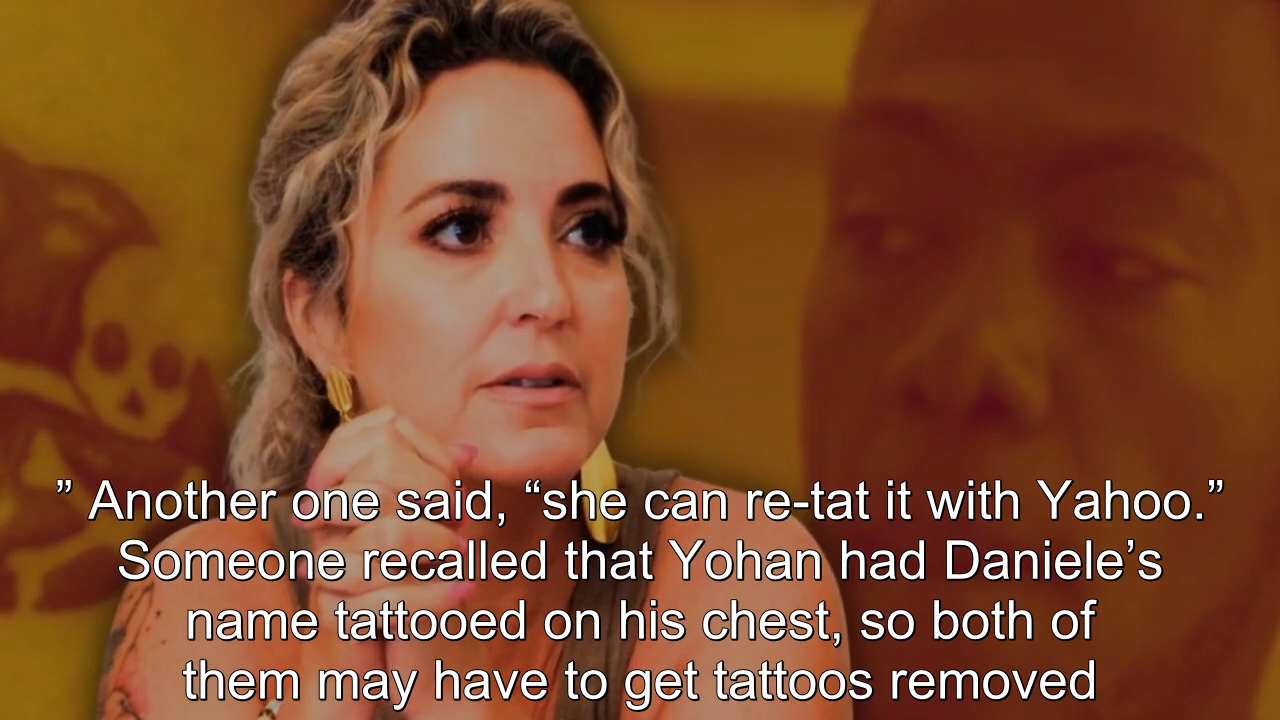 ” Another one said, “she can re-tat it with Yahoo.”
Someone recalled that Yohan had Daniele’s
name tattooed on his chest, so both of
them may have to get tattoos removed